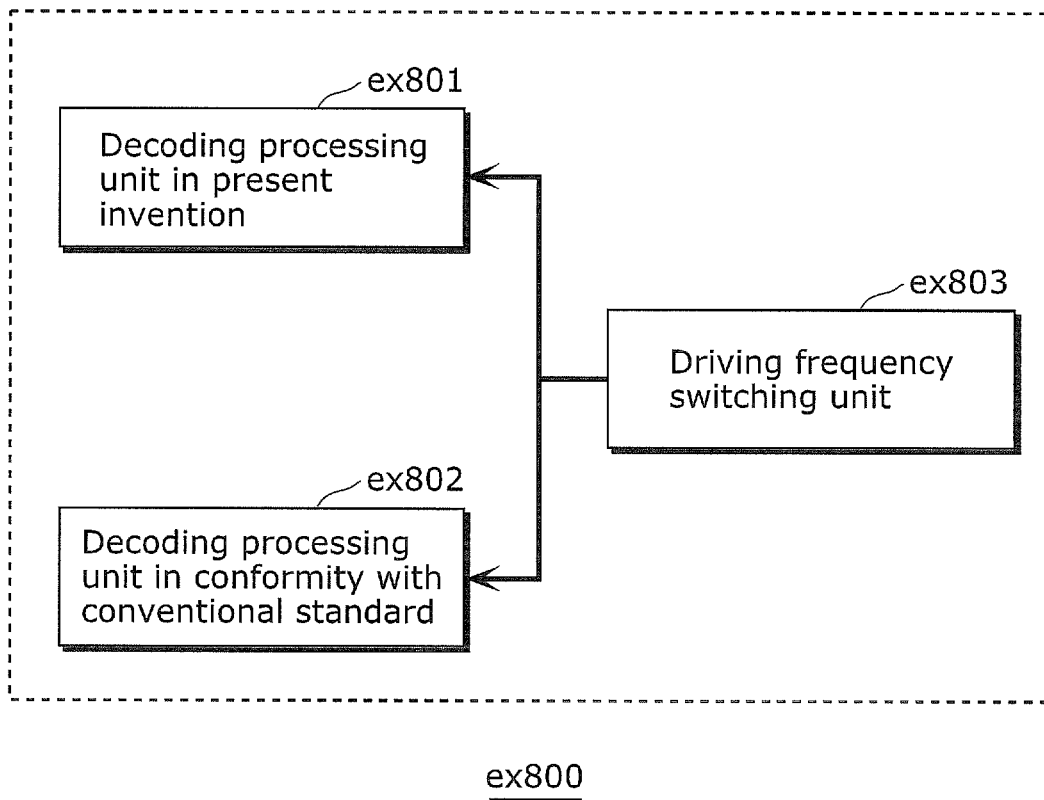 ex801
Decoding processing
unit in present
invention
ex803
Driving frequency
switching unit
ex802
Decoding processing
unit in conformity with
conventional standard
ex800